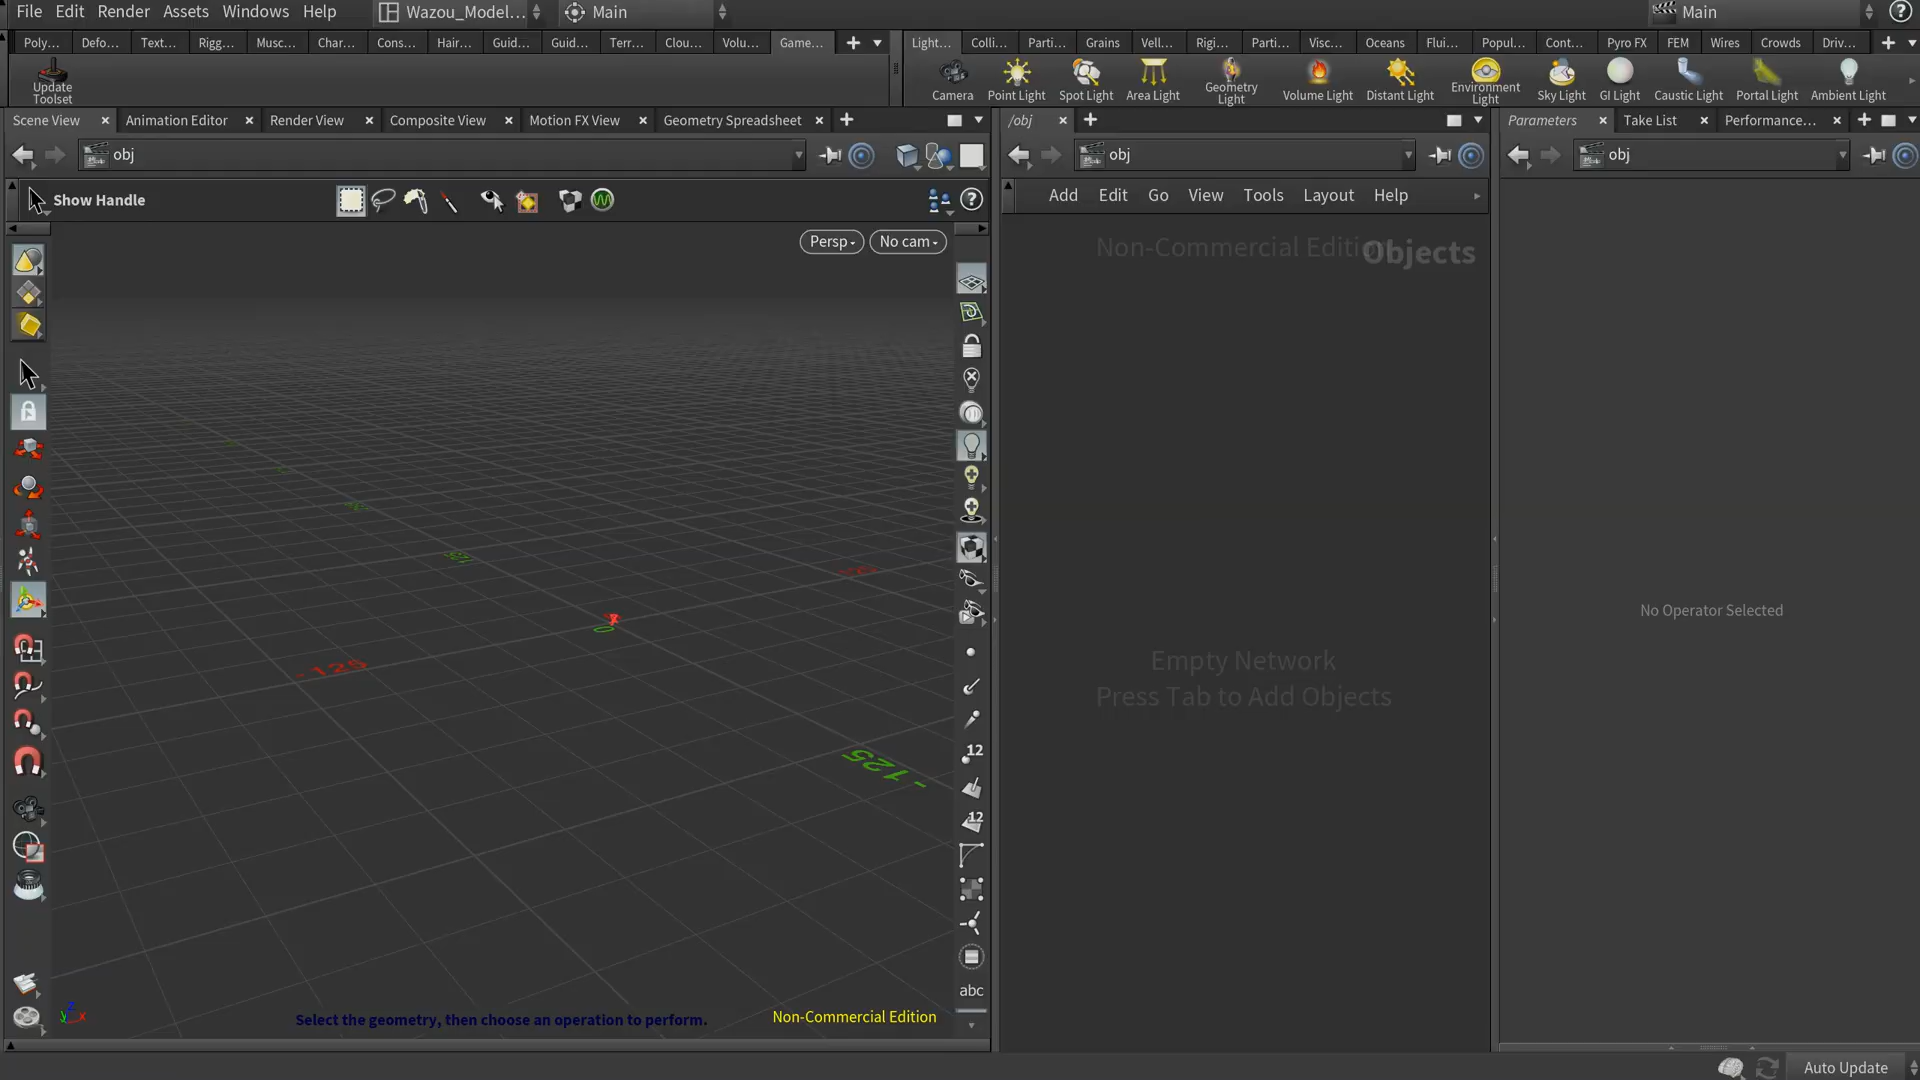 File Edit Render Assets Windows Help Wazou_Model... Main Main
Poly... Defo... Text... Rigg... Musc... Char... Cons... Hair... Guid... Guid... Terr... Clou... Volu... Game... Light... Colli... Parti... Grains Vell... Rigi... Parti... Visc... Oceans Flui... Popul... Cont... Pyro FX FEM Wires Crowds Driv...
Update
Toolset
Camera Point Light Spot Light Area Light Geometry
Light Volume Light Distant Light Environment
Light Sky Light GI Light Caustic Light Portal Light Ambient Light
Scene View Animation Editor Render View Composite View Motion FX View Geometry Spreadsheet /obj Parameters Take List Performance...
obj obj obj
Show Handle Add Edit Go View Tools Layout Help
Persp No cam
Non-Commercial Edition Objects
0
-125
-125
12
12
abc
Empty Network
Press Tab to Add Objects
No Operator Selected
z
y x
Select the geometry, then choose an operation to perform. Non-Commercial Edition
Auto Update